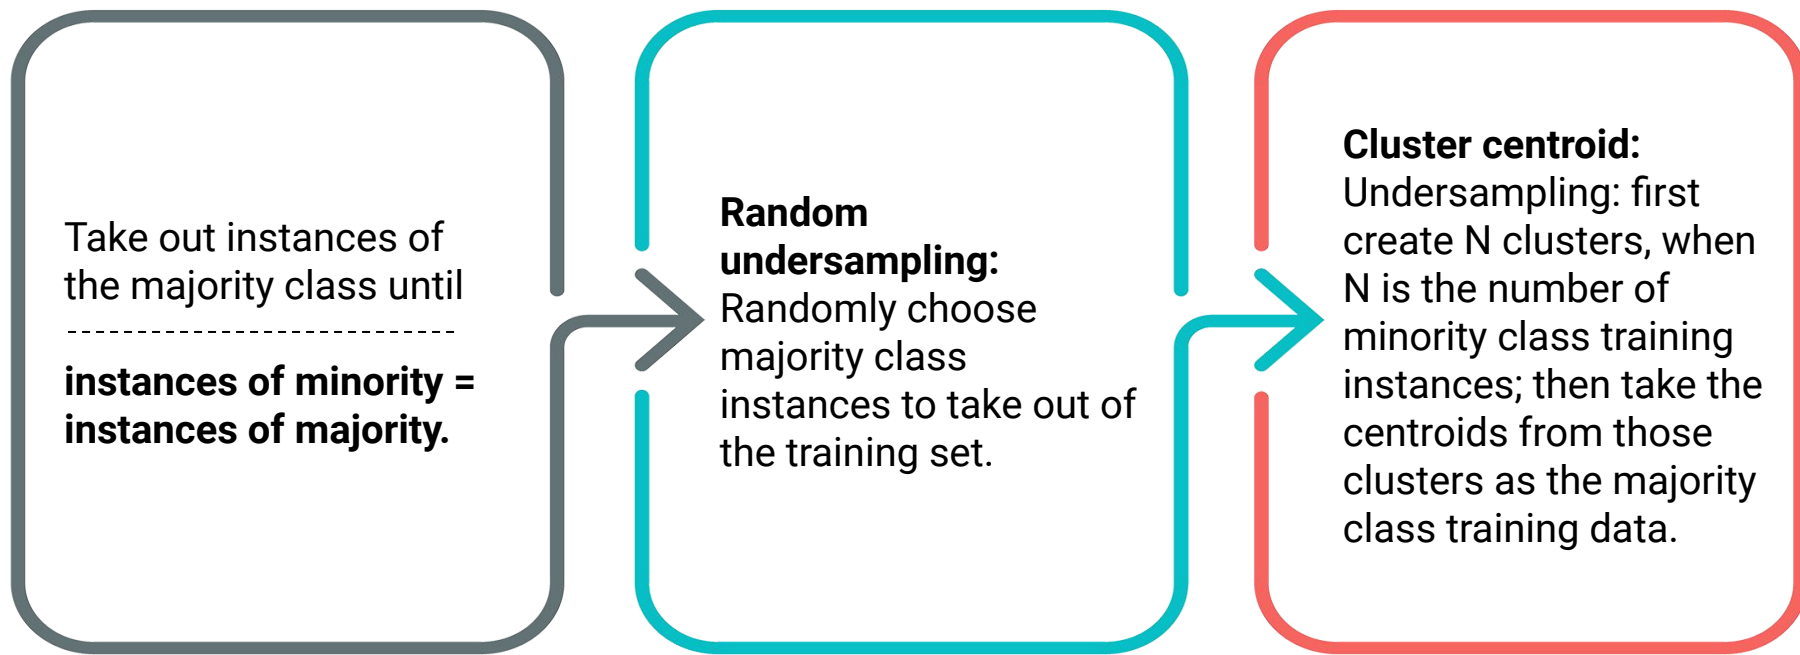 Take out instances of
the majority class until
instances of minority =
instances of majority.
Random
undersampling:
Randomly choose
majority class
instances to take out of
the training set.
Cluster centroid:
Undersampling: first
create N clusters, when
N is the number of
minority class training
instances; then take the
centroids from those
clusters as the majority
class training data.